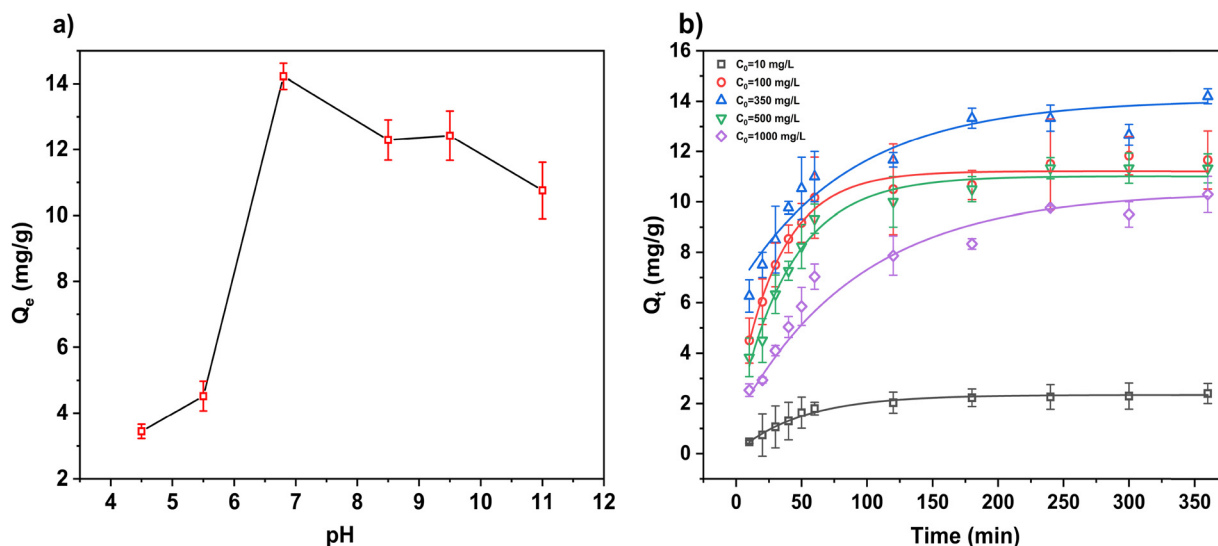 a)
Qe (mg/g)
14
12
10
8
6
4
2
4 5 6 7 8 9 10 11 12
pH
b)
Qt (mg/g)
16
14
12
10
8
6
4
2
0
C0=10 mg/L
C0=100 mg/L
C0=350 mg/L
C0=500 mg/L
C0=1000 mg/L
0 50 100 150 200 250 300 350
Time (min)